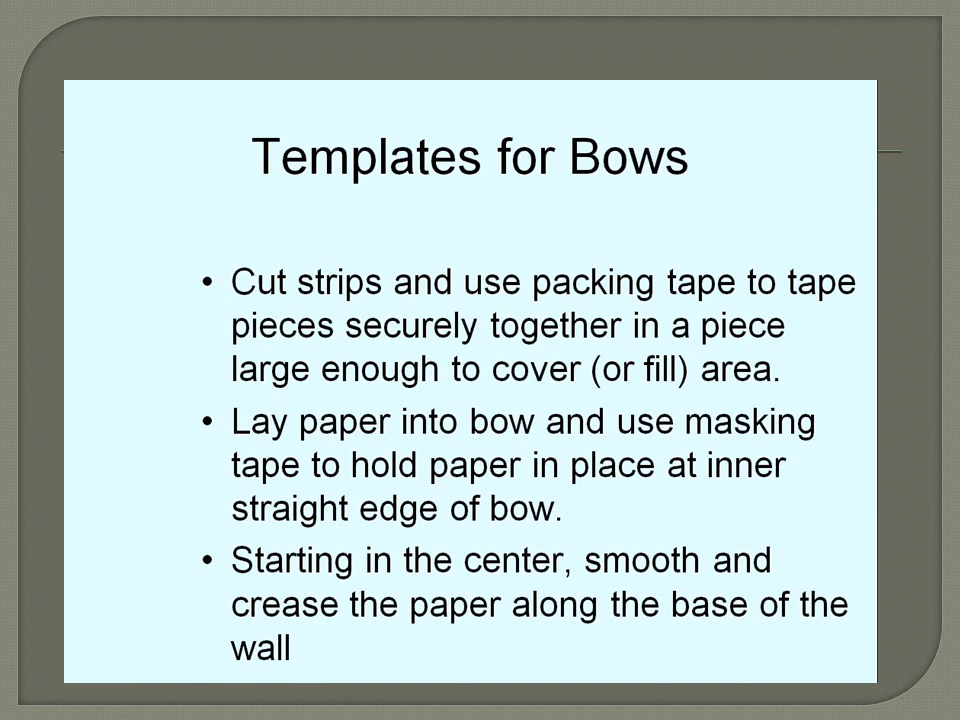 Templates for Bows
• Cut strips and use packing tape to tape
pieces securely together in a piece
large enough to cover (or fill) area.
• Lay paper into bow and use masking
tape to hold paper in place at inner
straight edge of bow.
• Starting in the center, smooth and
crease the paper along the base of the
wall